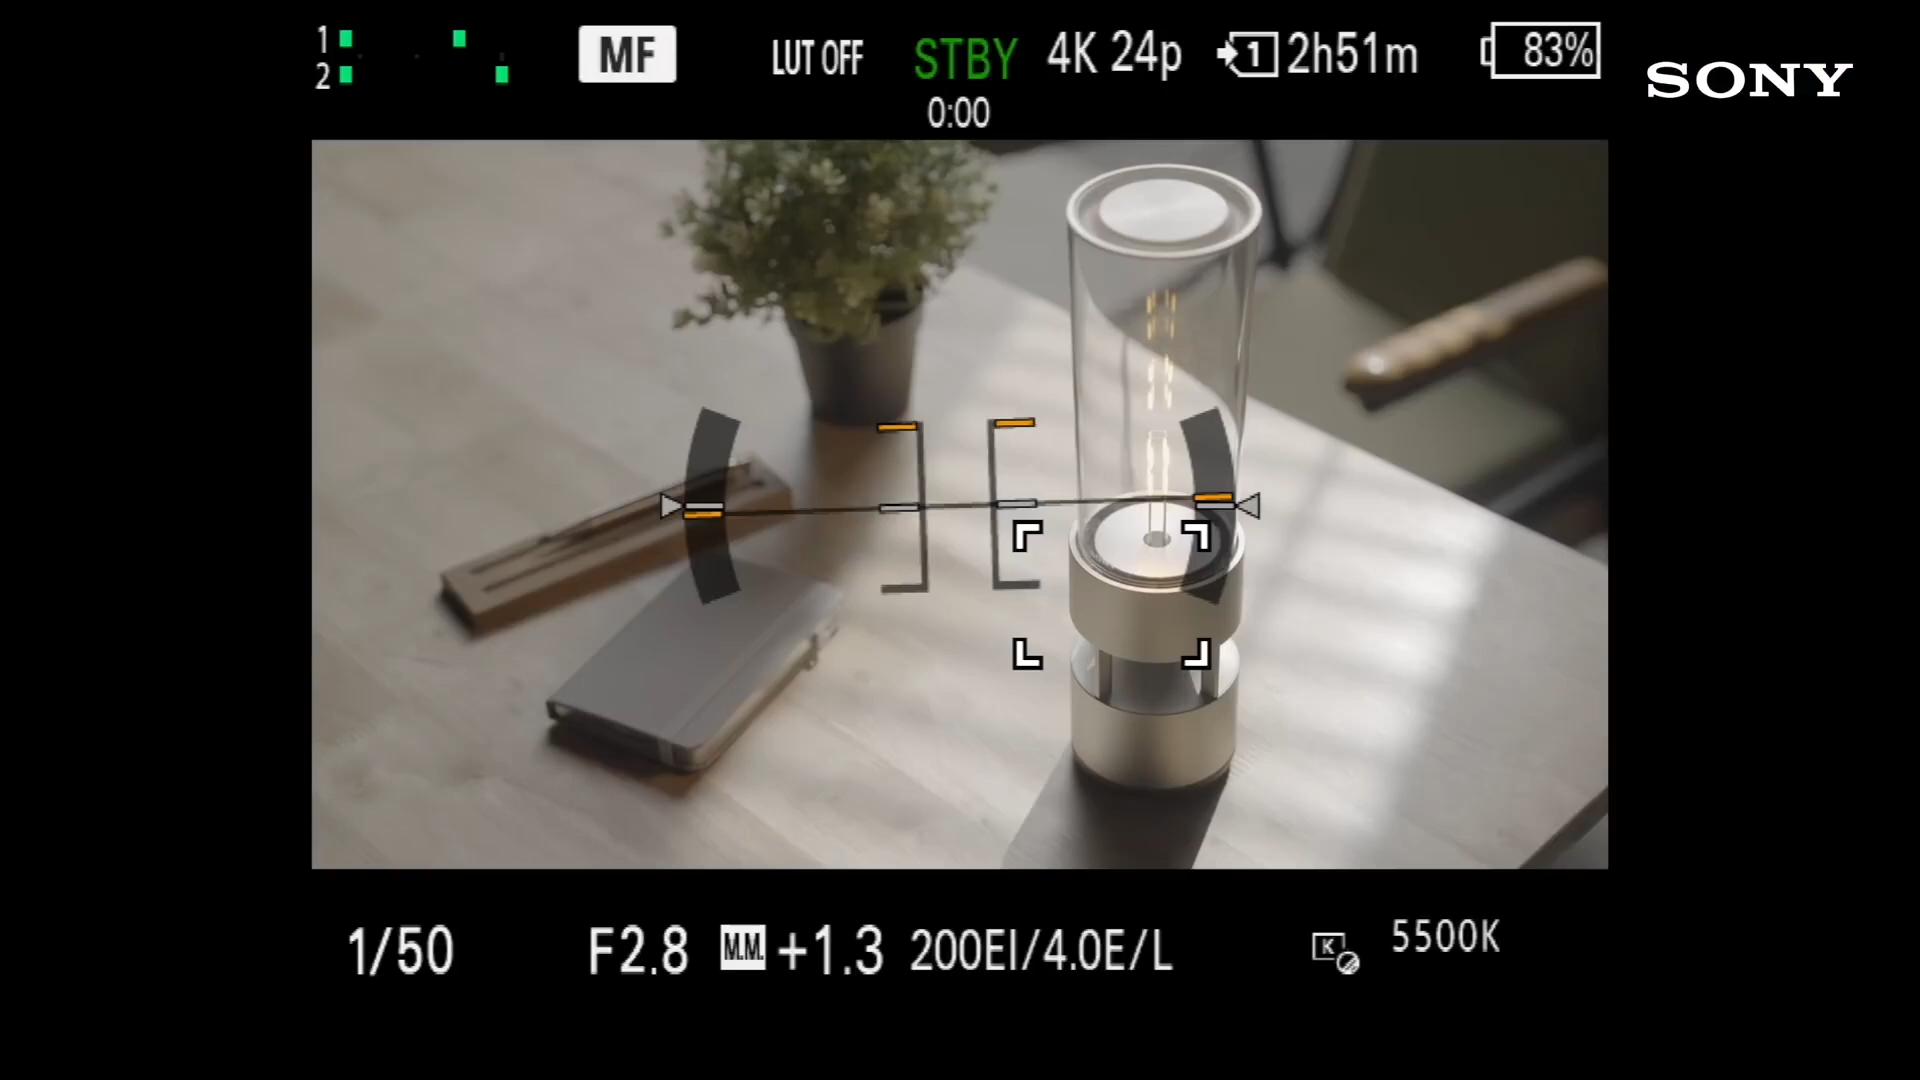 1
2
MF
LUT OFF
STBY
4K 24p
1
2h51m
83%
SONY
0:00
1/50
F2.8
M.M.
+1.3
200EI/4.0E/L
K
5500K